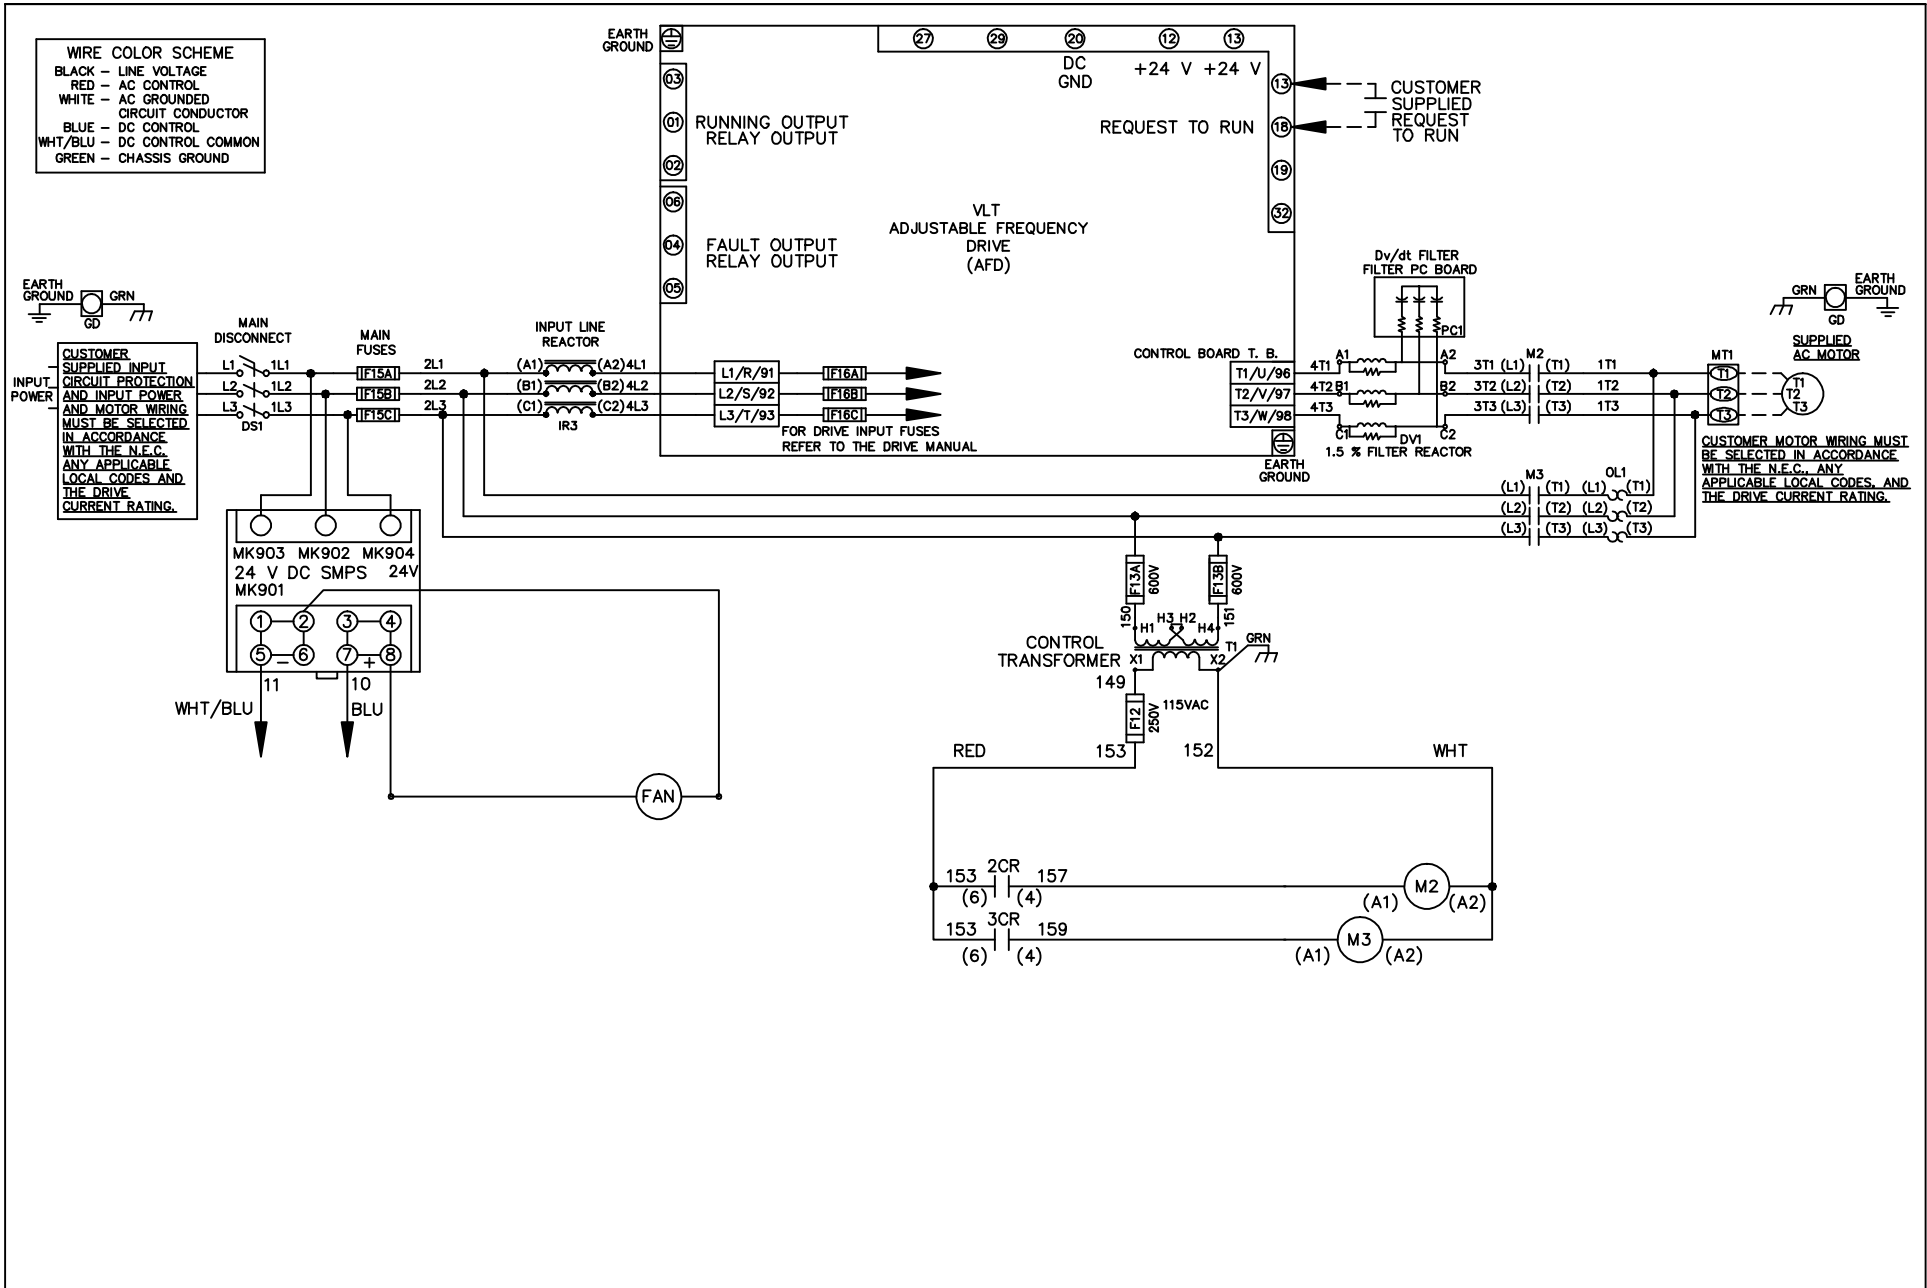 WIRE COLOR SCHEME
BLACK – LINE VOLTAGE
RED – AC CONTROL
WHITE – AC GROUNDED
CIRCUIT CONDUCTOR
BLUE – DC CONTROL
WHT/BLU – DC CONTROL COMMON
GREEN – CHASSIS GROUND
EARTH
GROUND
27
29
20
12
13
DC
GND
+24 V
+24 V
03
01
02
RUNNING OUTPUT
RELAY OUTPUT
06
04
05
FAULT OUTPUT
RELAY OUTPUT
VLT
ADJUSTABLE FREQUENCY
DRIVE
(AFD)
REQUEST TO RUN
13
18
19
32
CUSTOMER
SUPPLIED
REQUEST
TO RUN
EARTH
GROUND
GRN
GD
INPUT
POWER
CUSTOMER
SUPPLIED INPUT
CIRCUIT PROTECTION
AND INPUT POWER
AND MOTOR WIRING
MUST BE SELECTED
IN ACCORDANCE
WITH THE N.E.C.
ANY APPLICABLE
LOCAL CODES AND
THE DRIVE
CURRENT RATING.
MAIN
DISCONNECT
L1 1L1
L2 1L2
L3 1L3
DS1
MAIN
FUSES
F15A 2L1
F15B 2L2
F15C 2L3
INPUT LINE
REACTOR
(A1) (A2) 4L1
(B1) (B2) 4L2
(C1) (C2) 4L3
IR3
L1/R/91 F16A
L2/S/92 F16B
L3/T/93 F16C
FOR DRIVE INPUT FUSES
REFER TO THE DRIVE MANUAL
CONTROL BOARD T. B.
T1/U/96 4T1
T2/V/97 4T2
T3/W/98 4T3
EARTH
GROUND
Dv/dt FILTER
FILTER PC BOARD
PC1
A1 A2
B1 B2
C1 C2
DV1
1.5 % FILTER REACTOR
M2
3T1 (L1) (T1) 1T1
3T2 (L2) (T2) 1T2
3T3 (L3) (T3) 1T3
MT1
T1
T2
T3
GRN
GD
EARTH
GROUND
SUPPLIED
AC MOTOR
T1
T2
T3
CUSTOMER MOTOR WIRING MUST
BE SELECTED IN ACCORDANCE
WITH THE N.E.C., ANY
APPLICABLE LOCAL CODES, AND
THE DRIVE CURRENT RATING.
M3
OL1
(L1) (T1) (L1) (T1)
(L2) (T2) (L2) (T2)
(L3) (T3) (L3) (T3)
MK903 MK902 MK904
24 V DC SMPS 24V
MK901
1 2 3 4
5 – 6 7 + 8
11
10
WHT/BLU
BLU
FAN
F13A
600V
F13B
600V
150
151
H1 H3 H2 H4
T1
GRN
CONTROL
TRANSFORMER
X1 X2
149
F12
250V
115VAC
RED
153
152
WHT
153 2CR 157
(6) (4)
M2
(A1) (A2)
153 3CR 159
(6) (4)
M3
(A1) (A2)